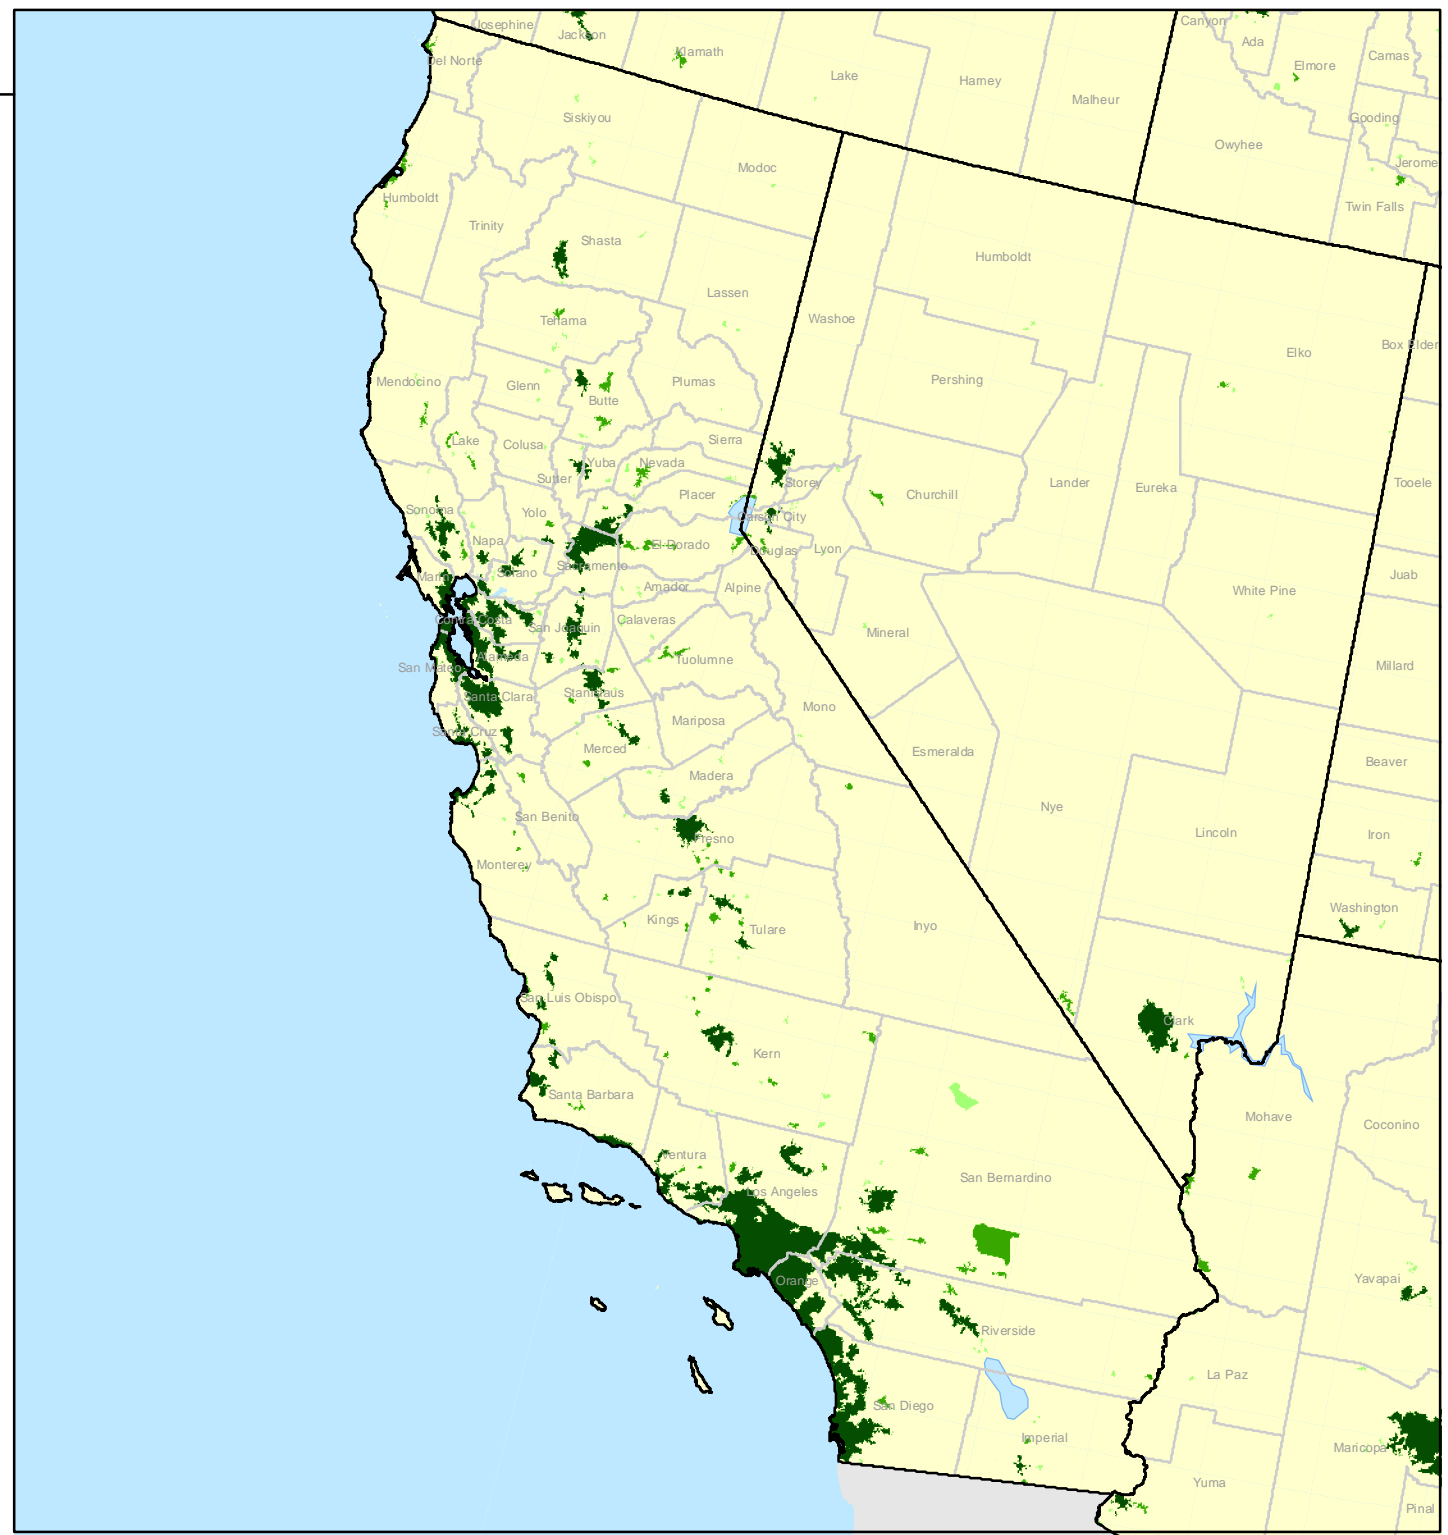 Josephine
Jackson
Klamath
Lake
Harney
Malheur
Canyon
Ada
Elmore
Camas
Del Norte
Siskiyou
Modoc
Gooding
Owyhee
Jerome
Twin Falls
Humboldt
Trinity
Shasta
Lassen
Washoe
Humboldt
Tehama
Elko
Box Elder
Mendocino
Glenn
Butte
Plumas
Pershing
Lake
Colusa
Sierra
Sutter
Yuba
Nevada
Storey
Placer
Churchill
Lander
Eureka
Tooele
Sonoma
Yolo
Carson City
Napa
El Dorado
Douglas
Lyon
Marin
Solano
Sacramento
Amador
Alpine
White Pine
Juab
Contra Costa
San Joaquin
Calaveras
Mineral
San Mateo
Alameda
Tuolumne
Millard
Santa Clara
Stanislaus
Mono
Santa Cruz
Merced
Mariposa
Esmeralda
Madera
Beaver
San Benito
Fresno
Nye
Lincoln
Iron
Monterey
Kings
Tulare
Inyo
Washington
San Luis Obispo
Kern
Clark
Santa Barbara
Mohave
Coconino
Ventura
Los Angeles
San Bernardino
Orange
Yavapai
Riverside
La Paz
San Diego
Imperial
Maricopa
Yuma
Pinal